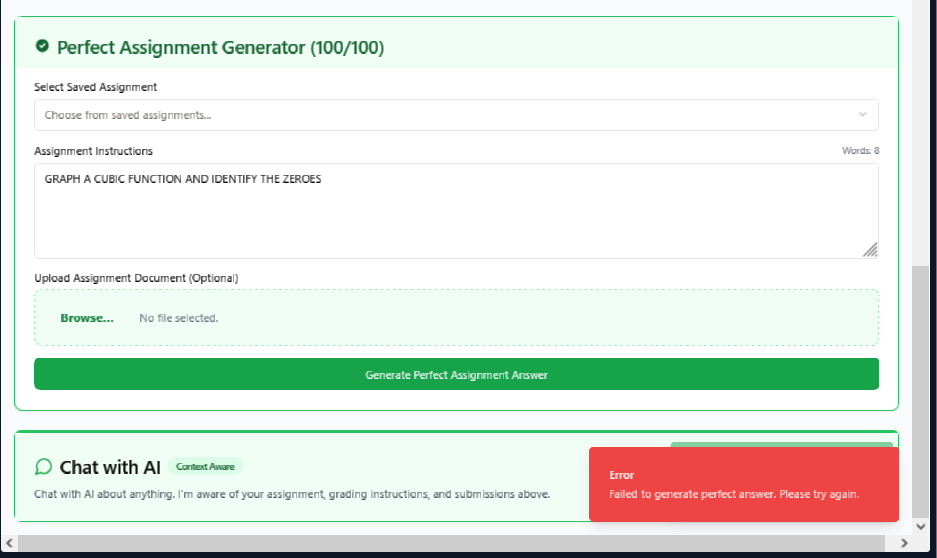 Perfect Assignment Generator (100/100)
Select Saved Assignment
Choose from saved assignments...
Assignment Instructions
Words: 8
GRAPH A CUBIC FUNCTION AND IDENTIFY THE ZEROES
Upload Assignment Document (Optional)
Browse... No file selected.
Generate Perfect Assignment Answer
Chat with AI Context Aware
Chat with AI about anything. I'm aware of your assignment, grading instructions, and submissions above.
Error
Failed to generate perfect answer. Please try again.